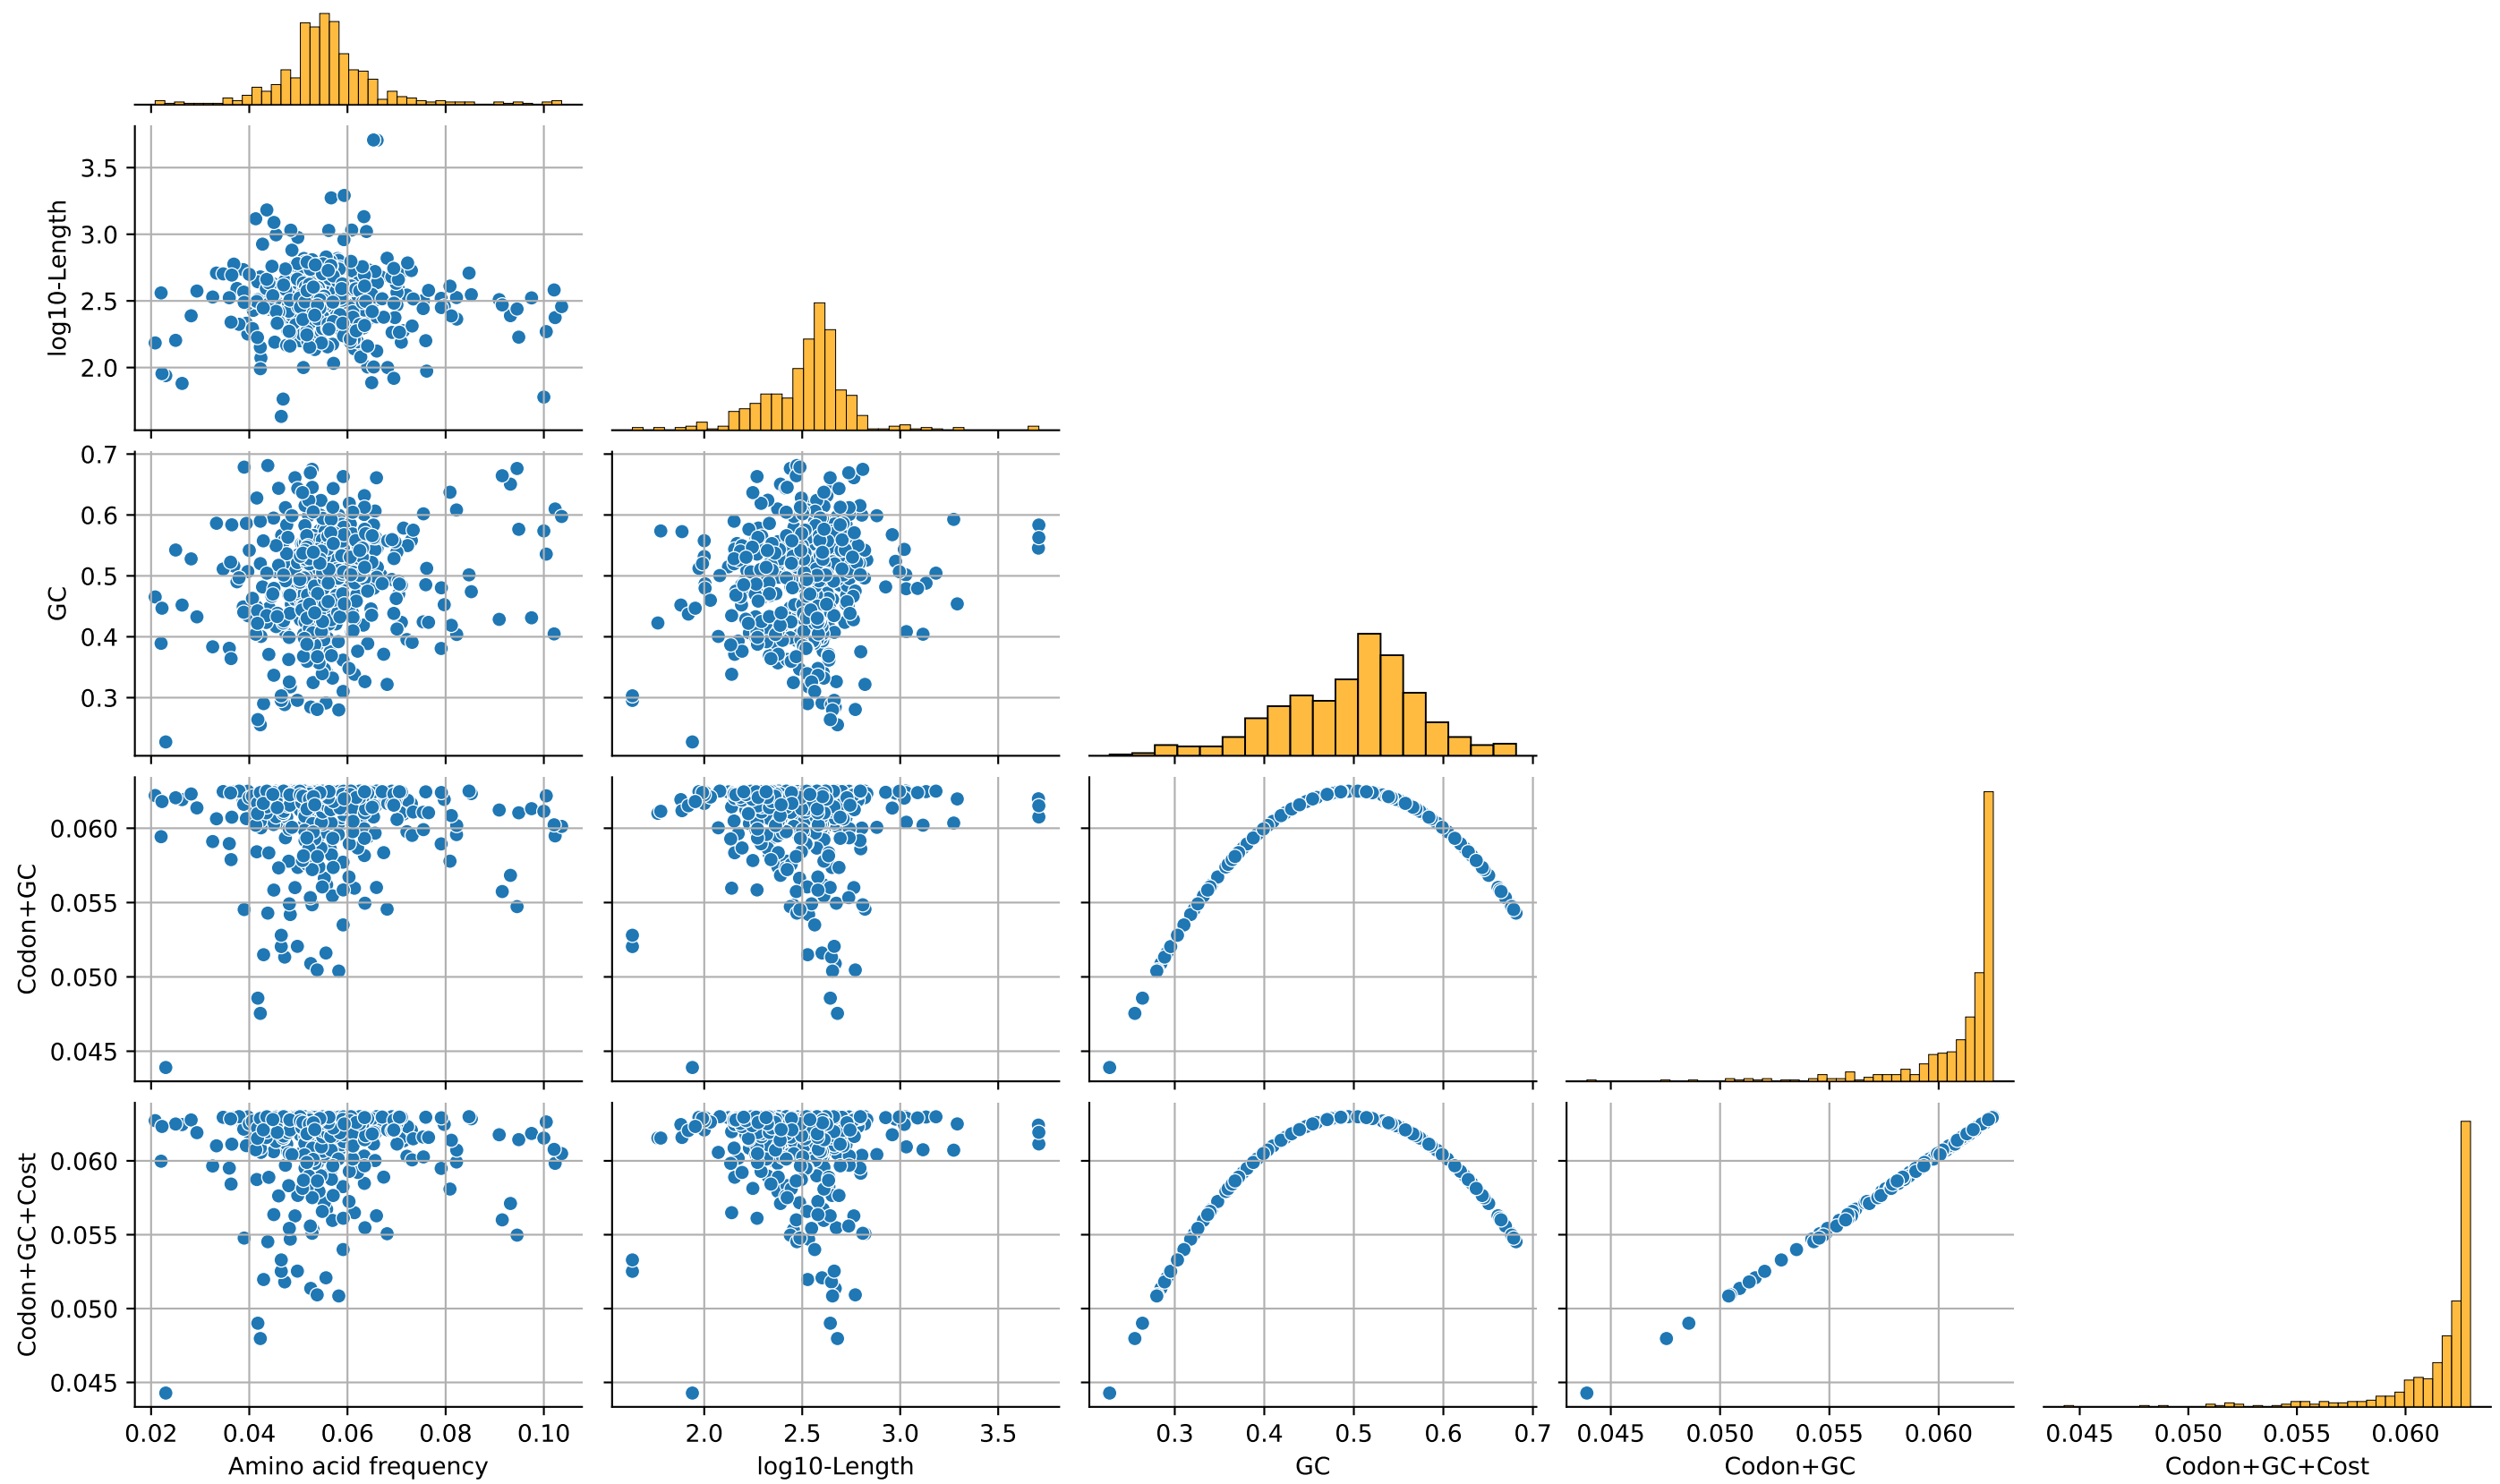 3.5
3.0
2.5
2.0
log10-Length
0.7
0.6
0.5
0.4
0.3
GC
0.060
0.055
0.050
0.045
Codon+GC
0.060
0.055
0.050
0.045
Codon+GC+Cost
0.02 0.04 0.06 0.08 0.10
Amino acid frequency
2.0 2.5 3.0 3.5
log10-Length
0.3 0.4 0.5 0.6 0.7
GC
0.045 0.050 0.055 0.060
Codon+GC
0.045 0.050 0.055 0.060
Codon+GC+Cost